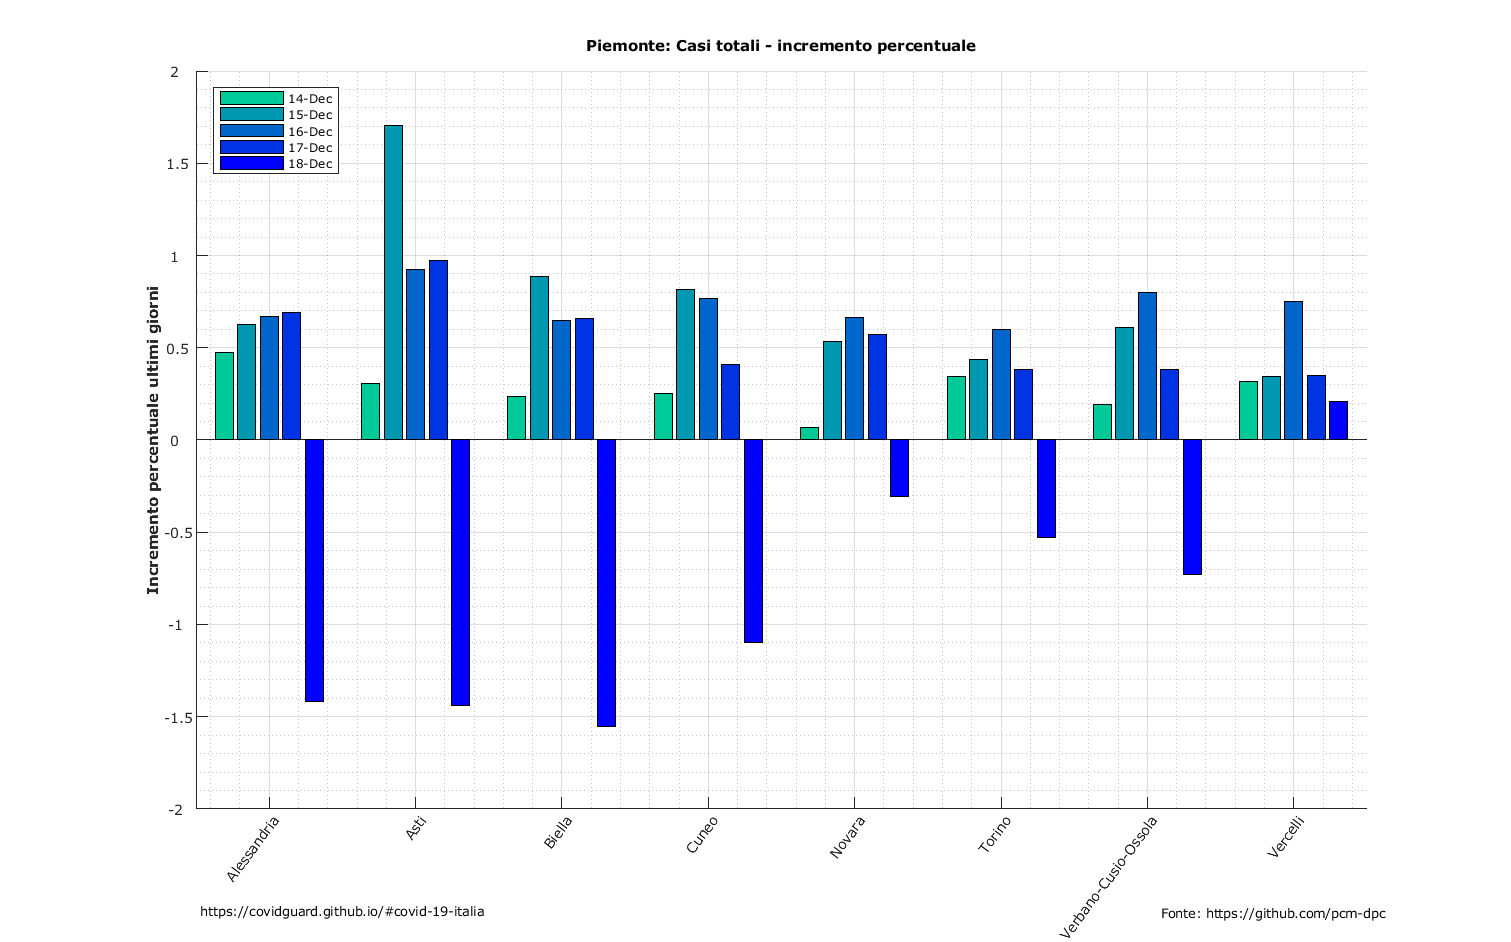 Piemonte: Casi totali - incremento percentuale
14-Dec
15-Dec
16-Dec
17-Dec
18-Dec
Incremento percentuale ultimi giorni
2
1.5
1
0.5
0
-0.5
-1
-1.5
-2
Alessandria
Asti
Biella
Cuneo
Novara
Torino
Verbano-Cusio-Ossola
Vercelli
https://covidguard.github.io/#covid-19-italia
Fonte: https://github.com/pcm-dpc